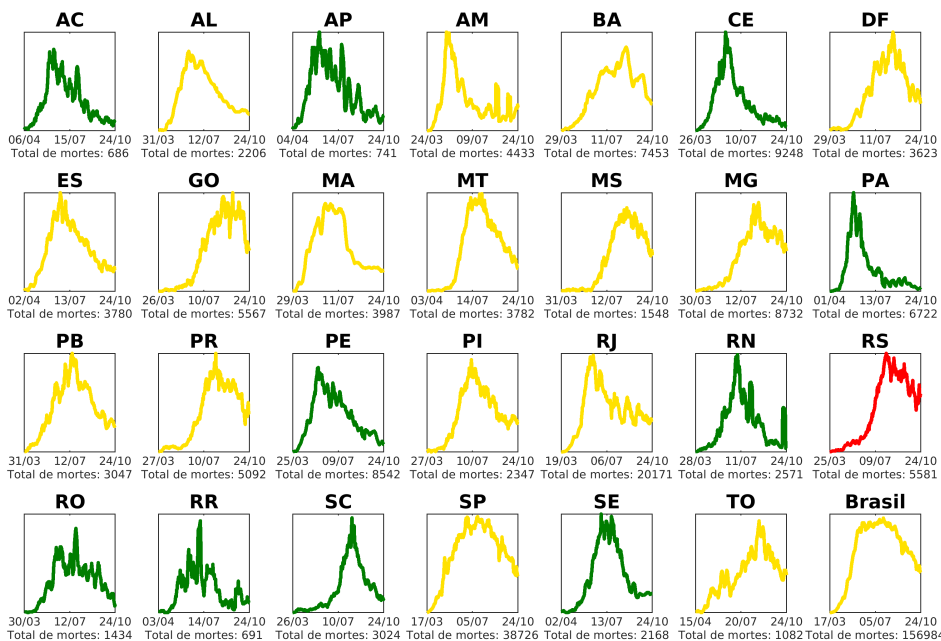 AC AL AP AM BA CE DF
06/04 15/07 24/10 31/03 12/07 24/10 04/04 14/07 24/10 24/03 09/07 24/10 29/03 11/07 24/10 26/03 10/07 24/10 29/03 11/07 24/10
Total de mortes: 686 Total de mortes: 2206 Total de mortes: 741 Total de mortes: 4433 Total de mortes: 7453 Total de mortes: 9248 Total de mortes: 3623
ES GO MA MT MS MG PA
02/04 13/07 24/10 26/03 10/07 24/10 29/03 11/07 24/10 03/04 14/07 24/10 31/03 12/07 24/10 30/03 12/07 24/10 01/04 13/07 24/10
Total de mortes: 3780 Total de mortes: 5567 Total de mortes: 3987 Total de mortes: 3782 Total de mortes: 1548 Total de mortes: 8732 Total de mortes: 6722
PB PR PE PI RJ RN RS
31/03 12/07 24/10 27/03 10/07 24/10 25/03 09/07 24/10 27/03 10/07 24/10 19/03 06/07 24/10 28/03 11/07 24/10 25/03 09/07 24/10
Total de mortes: 3047 Total de mortes: 5092 Total de mortes: 8542 Total de mortes: 2347 Total de mortes: 20171 Total de mortes: 2571 Total de mortes: 5581
RO RR SC SP SE TO Brasil
30/03 12/07 24/10 03/04 14/07 24/10 26/03 10/07 24/10 17/03 05/07 24/10 02/04 13/07 24/10 15/04 20/07 24/10 17/03 05/07 24/10
Total de mortes: 1434 Total de mortes: 691 Total de mortes: 3024 Total de mortes: 38726 Total de mortes: 2168 Total de mortes: 1082 Total de mortes: 156969